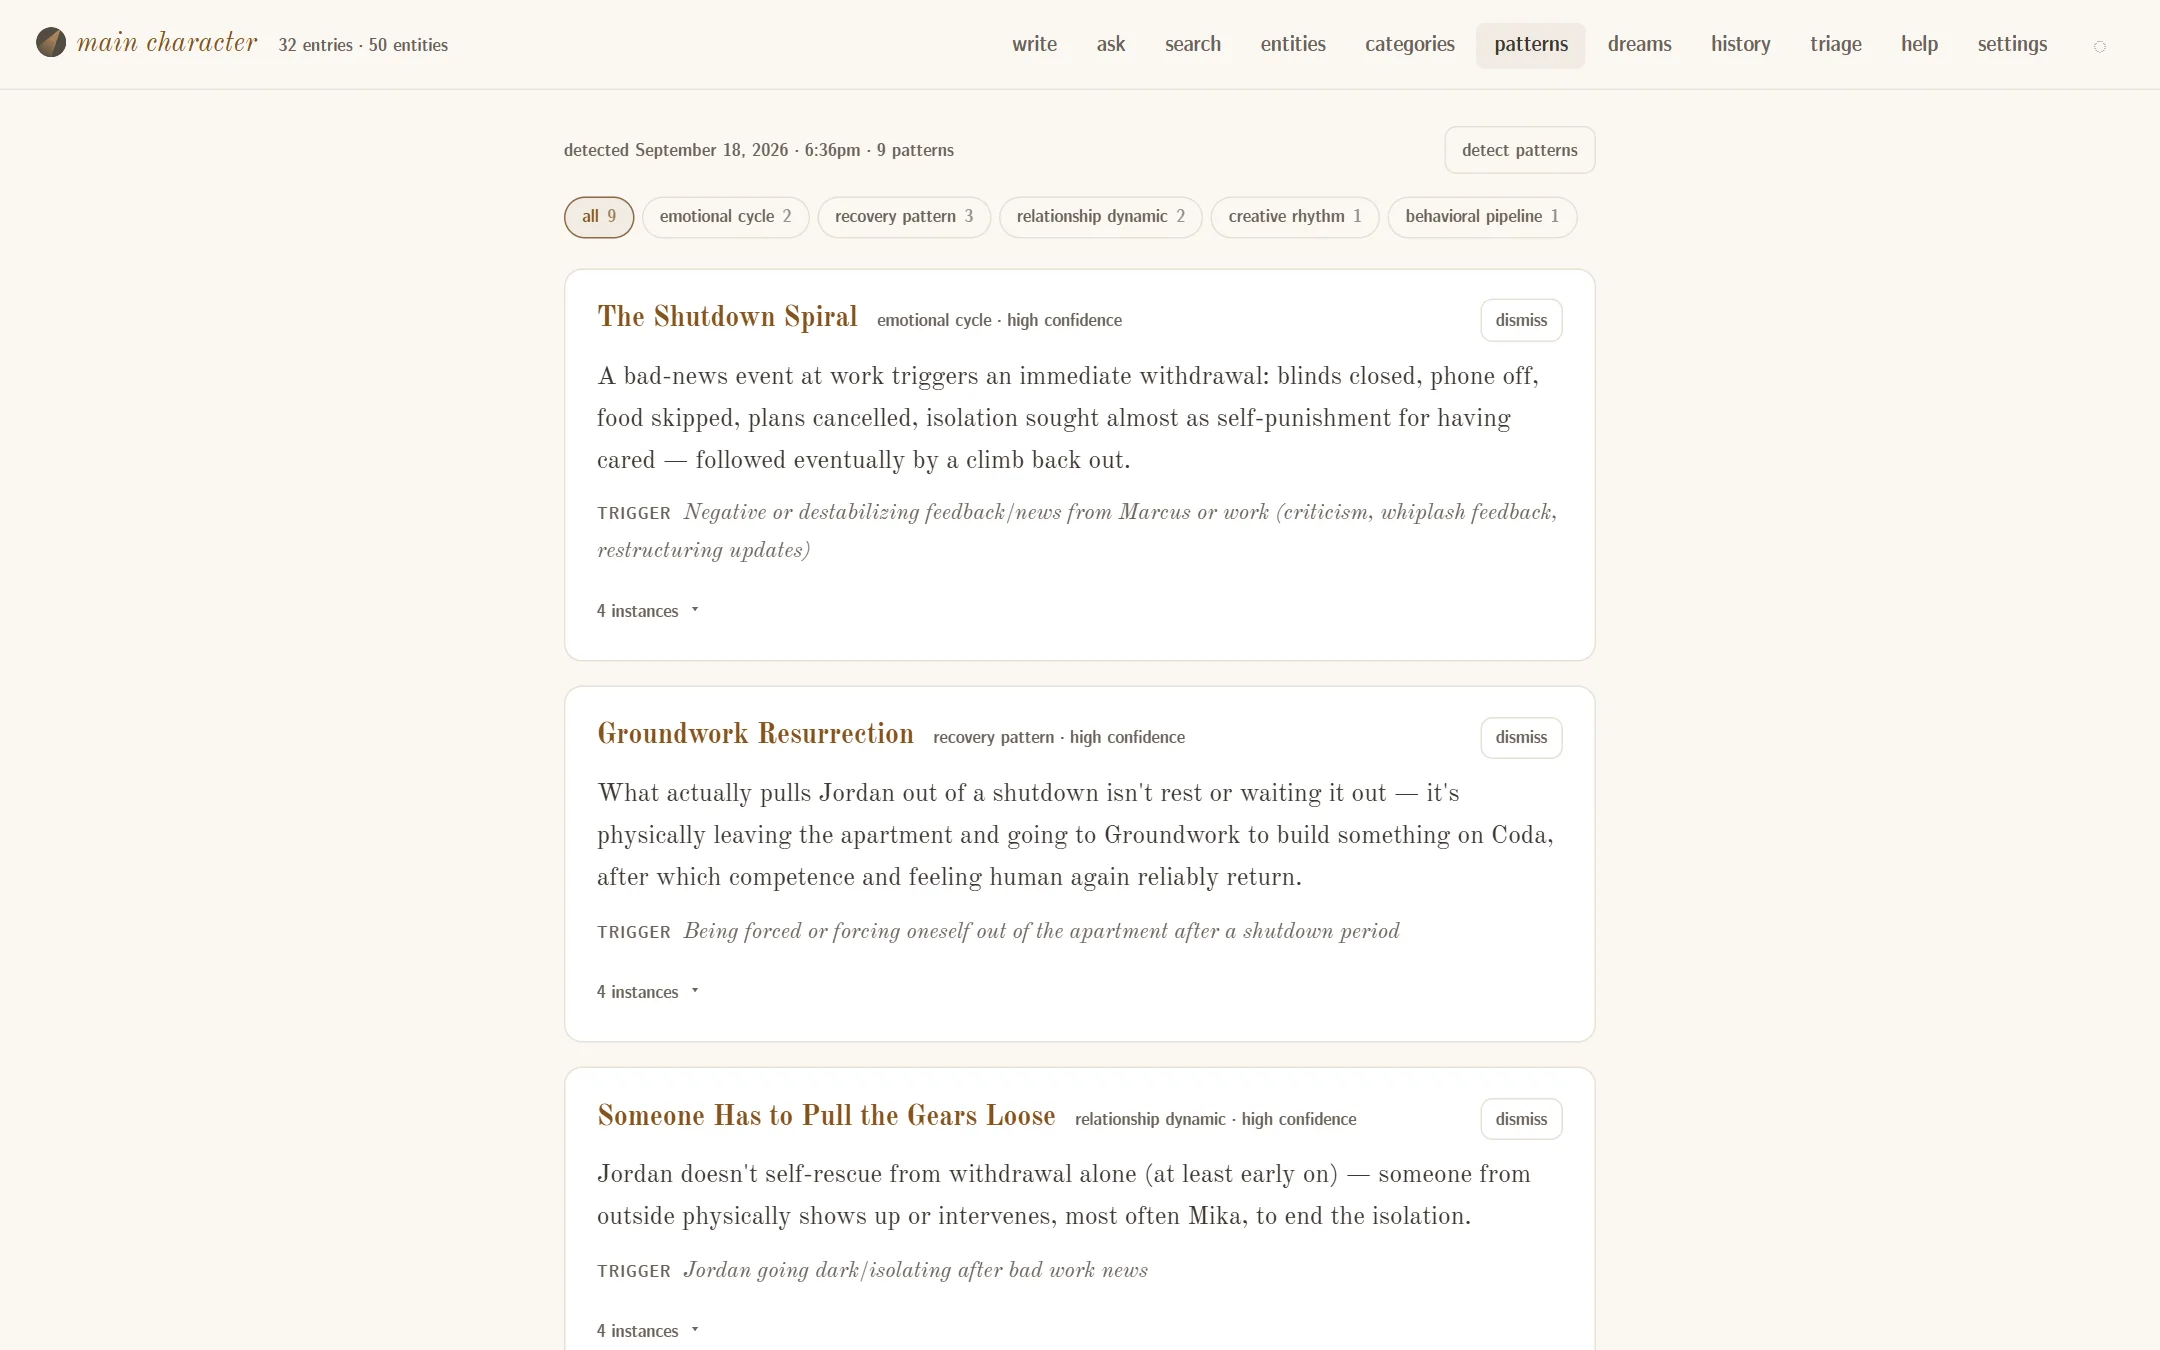 main character 32 entries · 50 entities write ask search entities categories patterns dreams history triage help settings
detected September 18, 2026 · 6:36pm · 9 patterns detect patterns
all 9 emotional cycle 2 recovery pattern 3 relationship dynamic 2 creative rhythm 1 behavioral pipeline 1
The Shutdown Spiral emotional cycle · high confidence dismiss
A bad-news event at work triggers an immediate withdrawal: blinds closed, phone off,
food skipped, plans cancelled, isolation sought almost as self-punishment for having
cared — followed eventually by a climb back out.
TRIGGER Negative or destabilizing feedback/news from Marcus or work (criticism, whiplash feedback,
restructuring updates)
4 instances
Groundwork Resurrection recovery pattern · high confidence dismiss
What actually pulls Jordan out of a shutdown isn't rest or waiting it out — it's
physically leaving the apartment and going to Groundwork to build something on Coda,
after which competence and feeling human again reliably return.
TRIGGER Being forced or forcing oneself out of the apartment after a shutdown period
4 instances
Someone Has to Pull the Gears Loose relationship dynamic · high confidence dismiss
Jordan doesn't self-rescue from withdrawal alone (at least early on) — someone from
outside physically shows up or intervenes, most often Mika, to end the isolation.
TRIGGER Jordan going dark/isolating after bad work news
4 instances